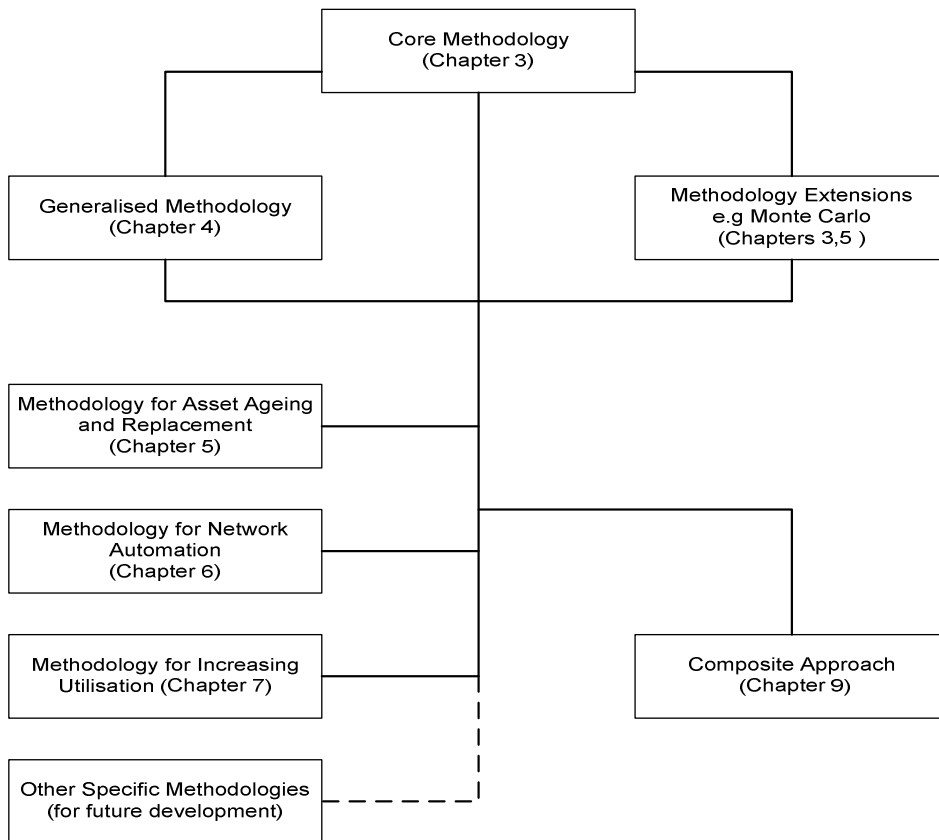 Core Methodology
(Chapter 3)
Generalised Methodology
(Chapter 4)
Methodology Extensions
e.g Monte Carlo
(Chapters 3,5 )
Methodology for Asset Ageing
and Replacement
(Chapter 5)
Methodology for Network
Automation
(Chapter 6)
Methodology for Increasing
Utilisation (Chapter 7)
Composite Approach
(Chapter 9)
Other Specific Methodologies
(for future development)